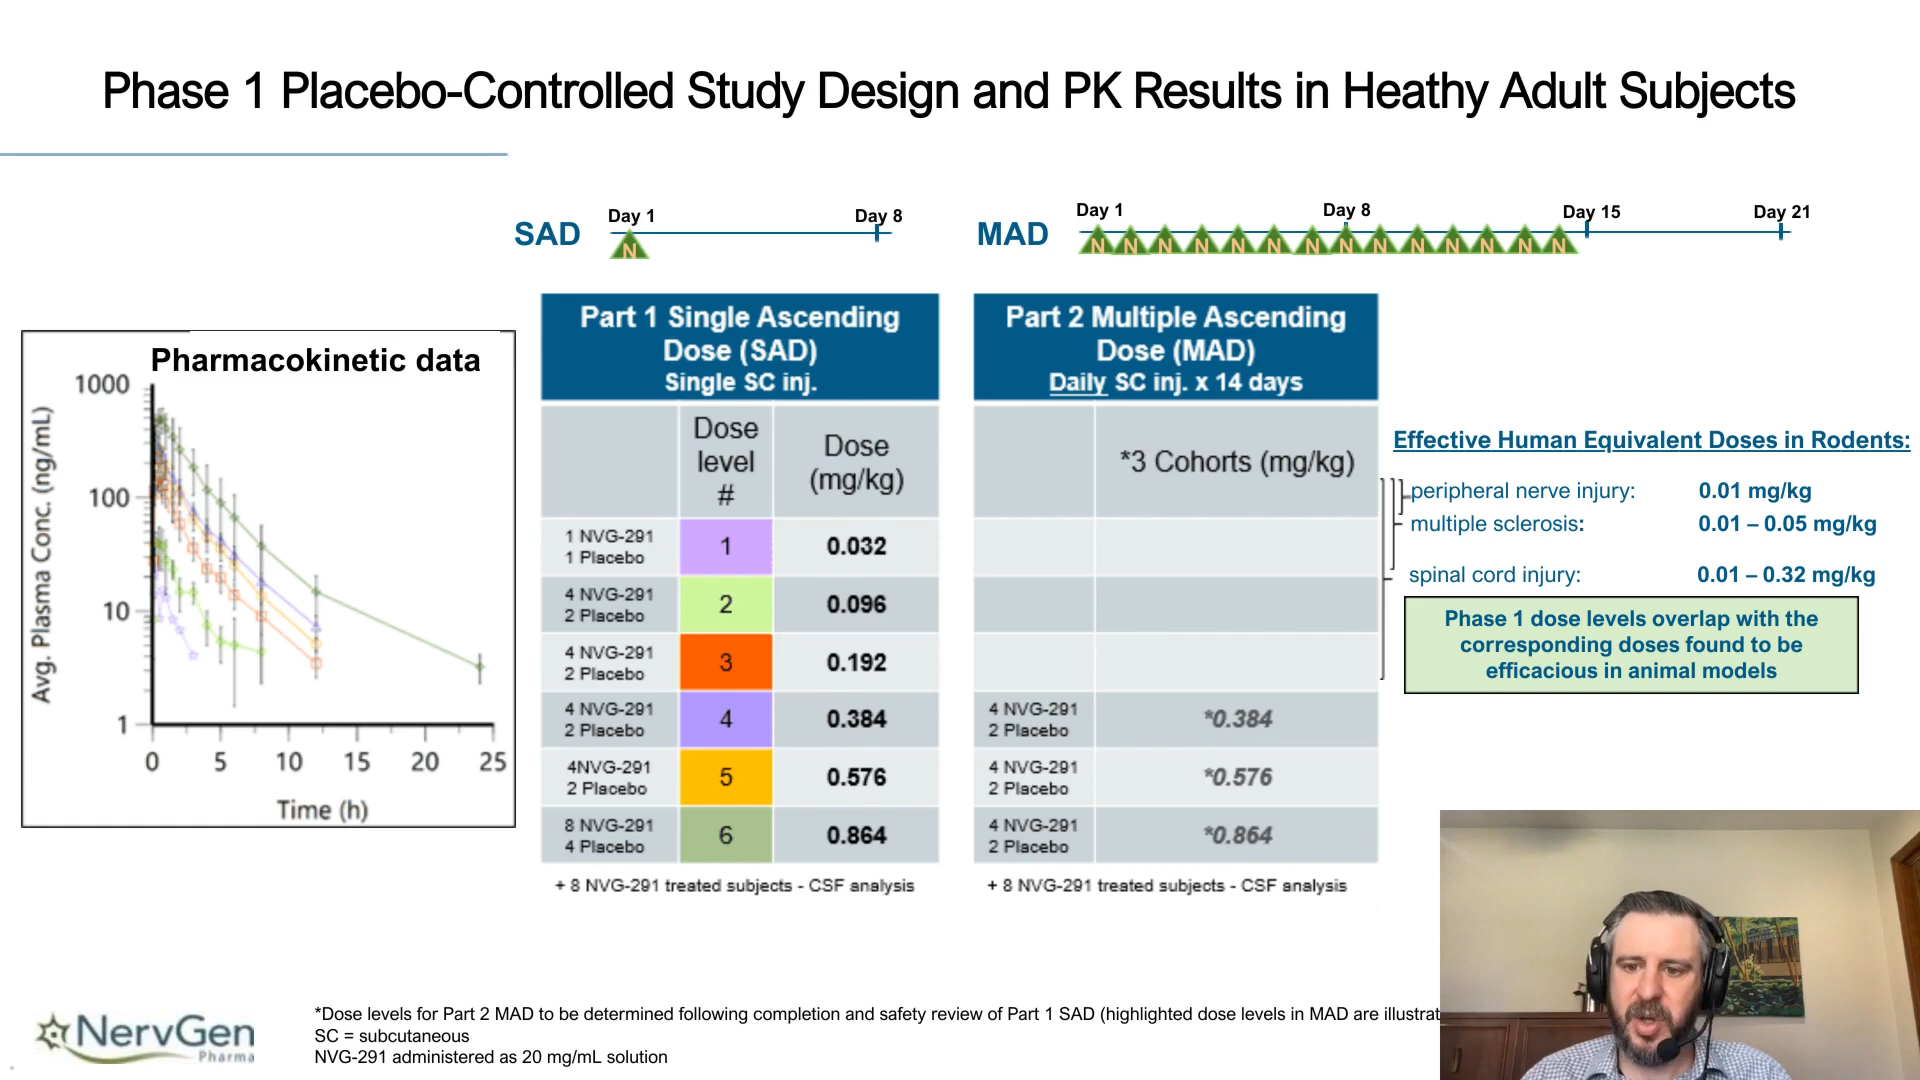 Phase 1 Placebo-Controlled Study Design and PK Results in Heathy Adult Subjects
SAD
Day 1
Day 8
N
MAD
Day 1
Day 8
Day 15
Day 21
N N N N N N N N N N N N N N
Pharmacokinetic data
Avg. Plasma Conc. (ng/mL)
1000
100
10
1
0 5 10 15 20 25
Time (h)
Part 1 Single Ascending
Dose (SAD)
Single SC inj.
Dose
level
#
Dose
(mg/kg)
1 NVG-291
1 Placebo
1
0.032
4 NVG-291
2 Placebo
2
0.096
4 NVG-291
2 Placebo
3
0.192
4 NVG-291
2 Placebo
4
0.384
4NVG-291
2 Placebo
5
0.576
8 NVG-291
4 Placebo
6
0.864
+ 8 NVG-291 treated subjects - CSF analysis
Part 2 Multiple Ascending
Dose (MAD)
Daily SC inj. x 14 days
*3 Cohorts (mg/kg)
4 NVG-291
2 Placebo
*0.384
4 NVG-291
2 Placebo
*0.576
4 NVG-291
2 Placebo
*0.864
+ 8 NVG-291 treated subjects - CSF analysis
Effective Human Equivalent Doses in Rodents:
peripheral nerve injury: 0.01 mg/kg
multiple sclerosis: 0.01 – 0.05 mg/kg
spinal cord injury: 0.01 – 0.32 mg/kg
Phase 1 dose levels overlap with the
corresponding doses found to be
efficacious in animal models
NervGen
Pharma
*Dose levels for Part 2 MAD to be determined following completion and safety review of Part 1 SAD (highlighted dose levels in MAD are illustrat
SC = subcutaneous
NVG-291 administered as 20 mg/mL solution